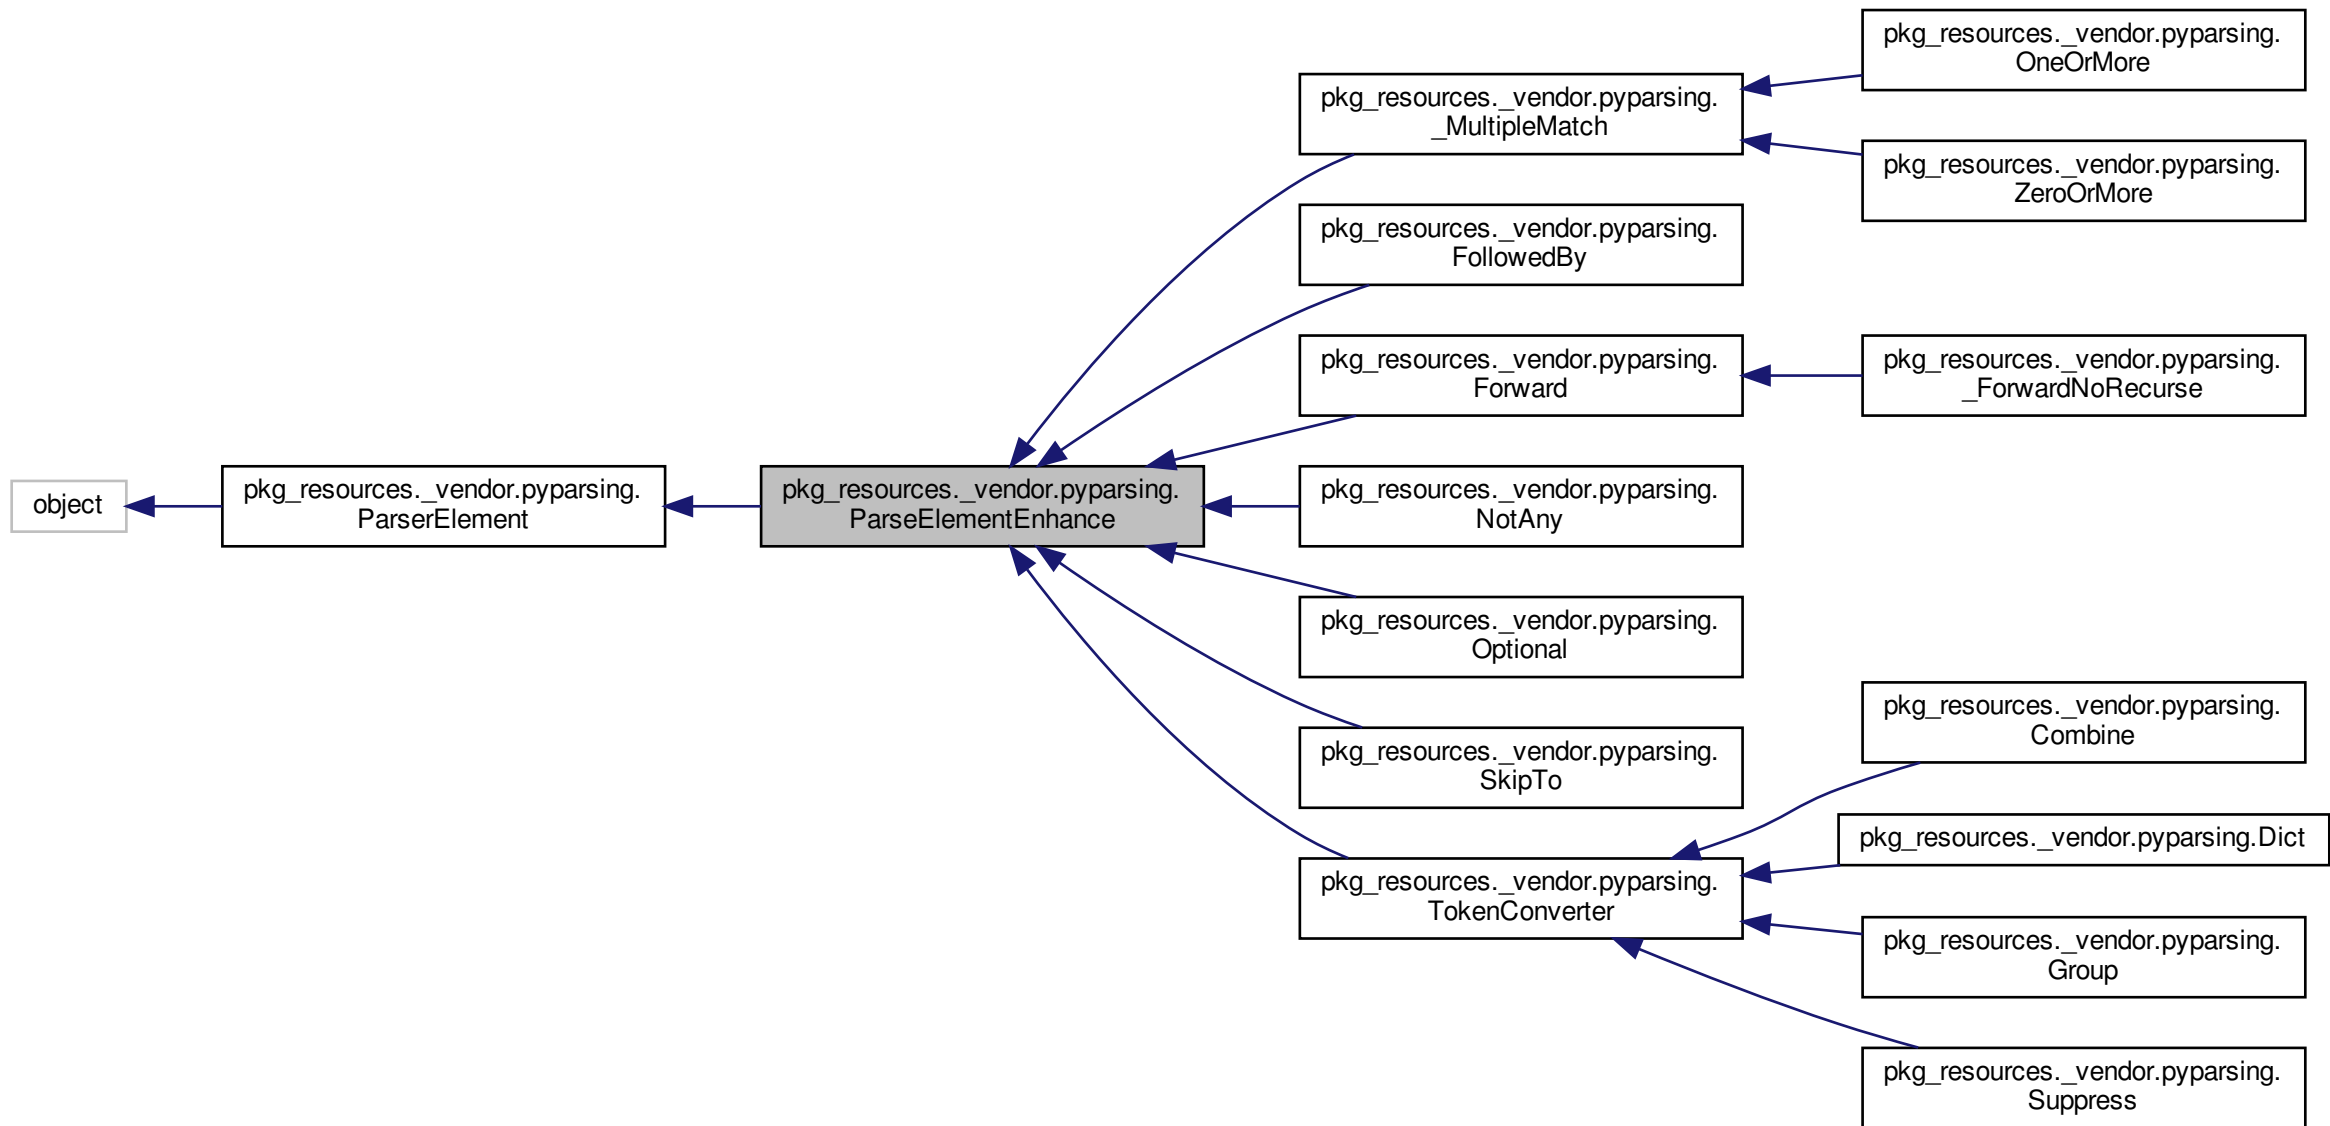 object
pkg_resources._vendor.pyparsing.
ParserElement
pkg_resources._vendor.pyparsing.
ParseElementEnhance
pkg_resources._vendor.pyparsing.
_MultipleMatch
pkg_resources._vendor.pyparsing.
FollowedBy
pkg_resources._vendor.pyparsing.
Forward
pkg_resources._vendor.pyparsing.
NotAny
pkg_resources._vendor.pyparsing.
Optional
pkg_resources._vendor.pyparsing.
SkipTo
pkg_resources._vendor.pyparsing.
TokenConverter
pkg_resources._vendor.pyparsing.
OneOrMore
pkg_resources._vendor.pyparsing.
ZeroOrMore
pkg_resources._vendor.pyparsing.
_ForwardNoRecurse
pkg_resources._vendor.pyparsing.
Combine
pkg_resources._vendor.pyparsing.Dict
pkg_resources._vendor.pyparsing.
Group
pkg_resources._vendor.pyparsing.
Suppress